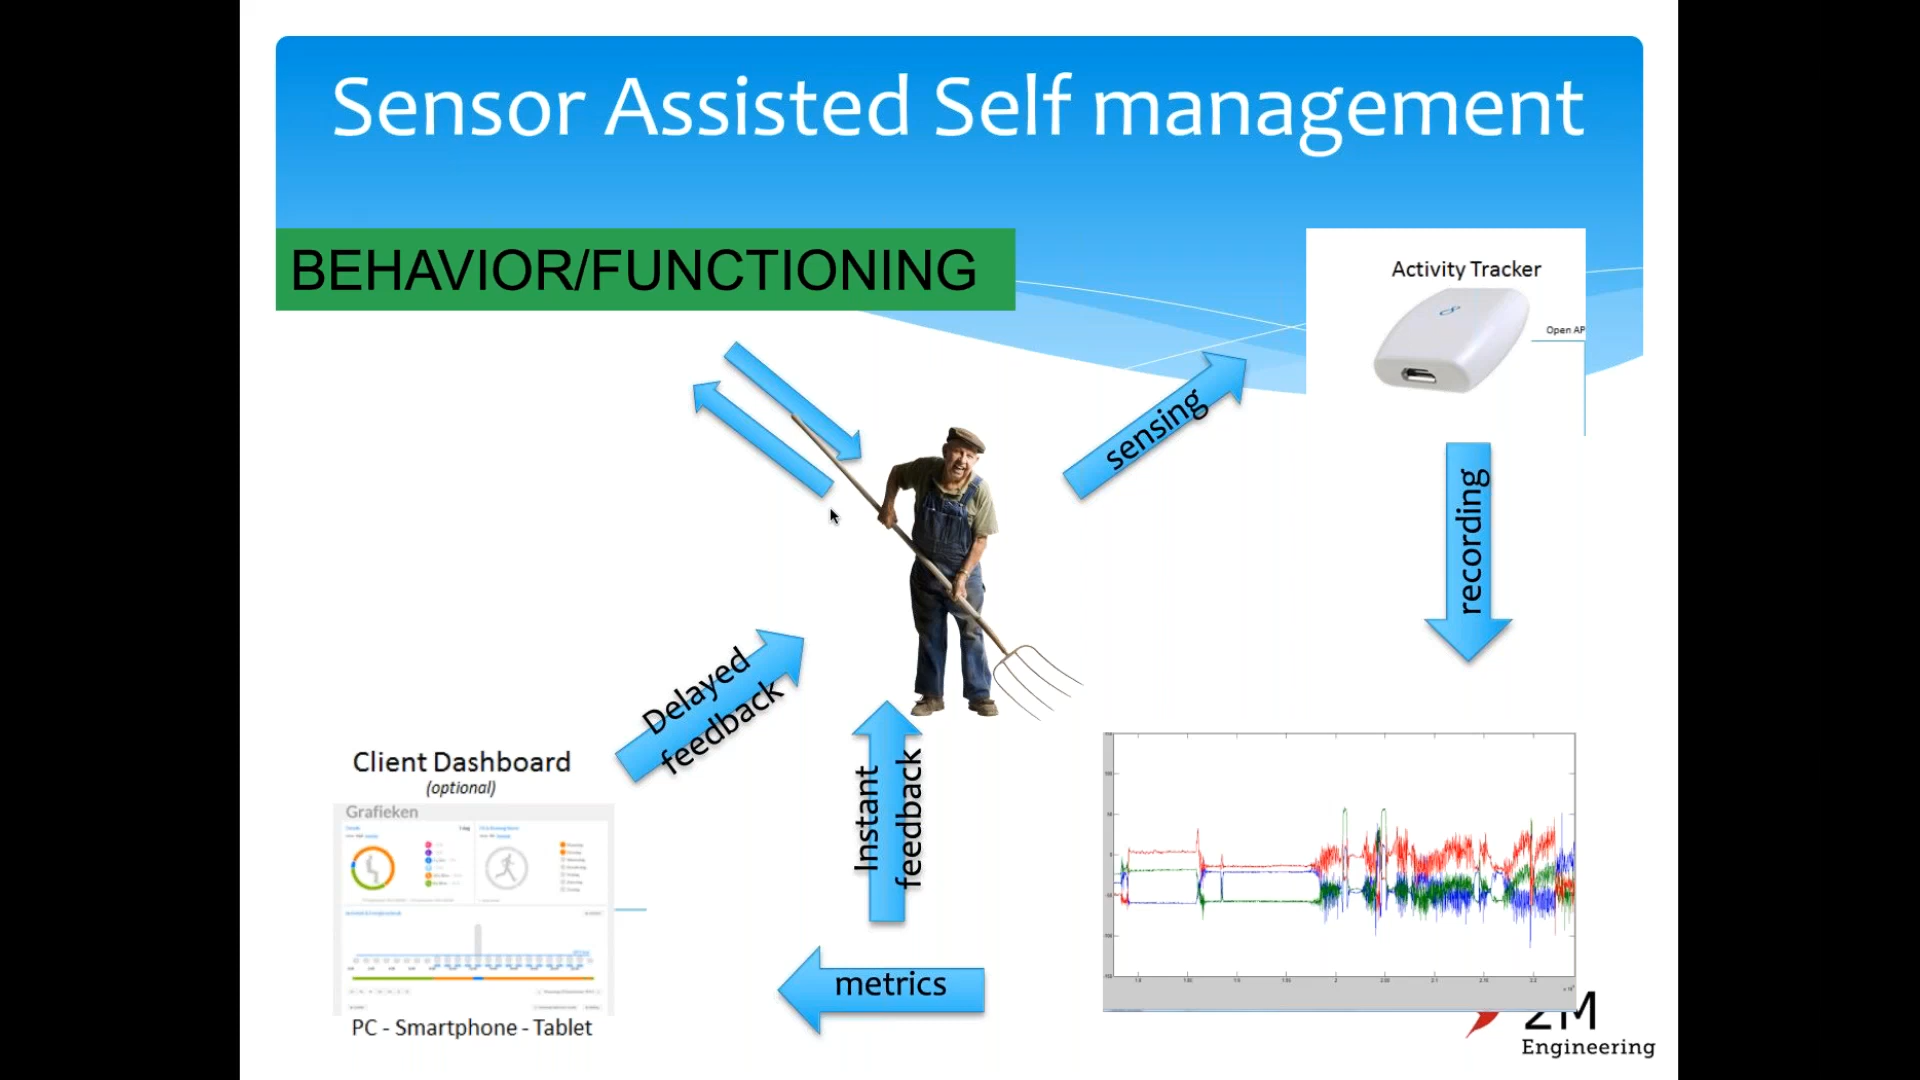 Sensor Assisted Self management
BEHAVIOR/FUNCTIONING
Activity Tracker
Open AP
sensing
recording
Delayed
feedback
Instant
feedback
metrics
Client Dashboard
(optional)
Grafieken
PC - Smartphone - Tablet
2M
Engineering